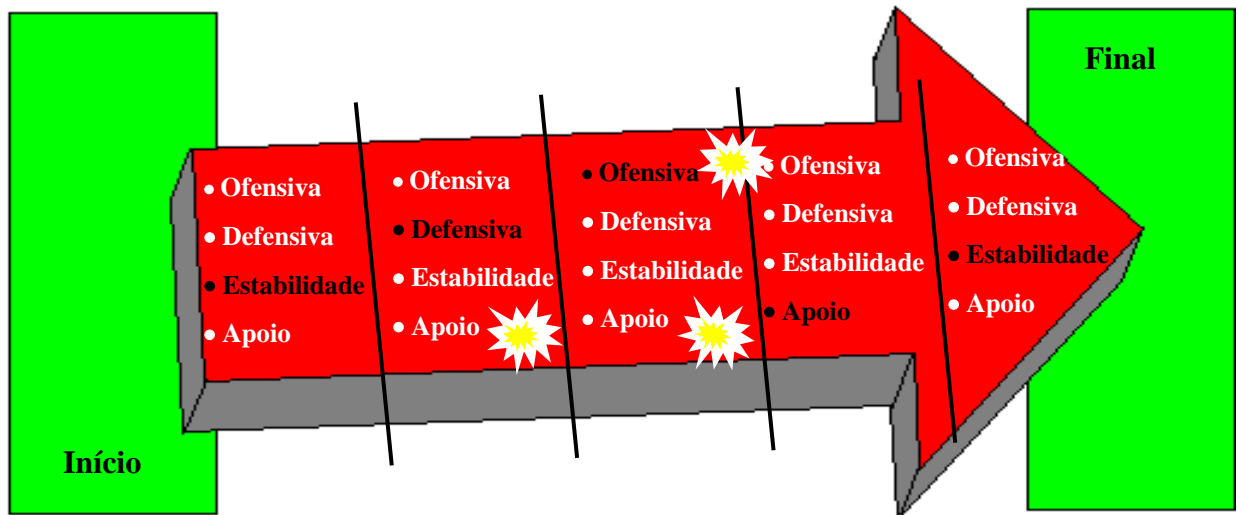 Final
• Ofensiva
• Defensiva
• Estabilidade
• Apoio
• Ofensiva
• Defensiva
• Estabilidade
• Apoio
• Ofensiva
• Defensiva
• Estabilidade
• Apoio
• Ofensiva
• Defensiva
• Estabilidade
• Apoio
• Ofensiva
• Defensiva
• Estabilidade
• Apoio
Início